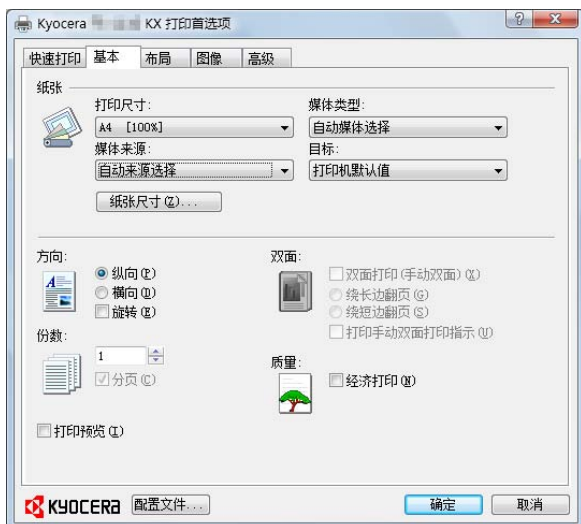 Kyocera KX 打印首选项
快速打印 基本 布局 图像 高级
纸张
打印尺寸:
A4 [100%]
媒体来源:
自动来源选择
纸张尺寸(Z)...
媒体类型:
自动媒体选择
目标:
打印机默认值
方向:
纵向(P)
横向(D)
旋转(E)
份数:
1
分页(C)
打印预览(I)
双面:
双面打印(手动双面)(X)
绕长边翻页(G)
绕短边翻页(S)
打印手动双面打印指示(U)
质量:
经济打印(N)
KYOCERA 配置文件... 确定 取消